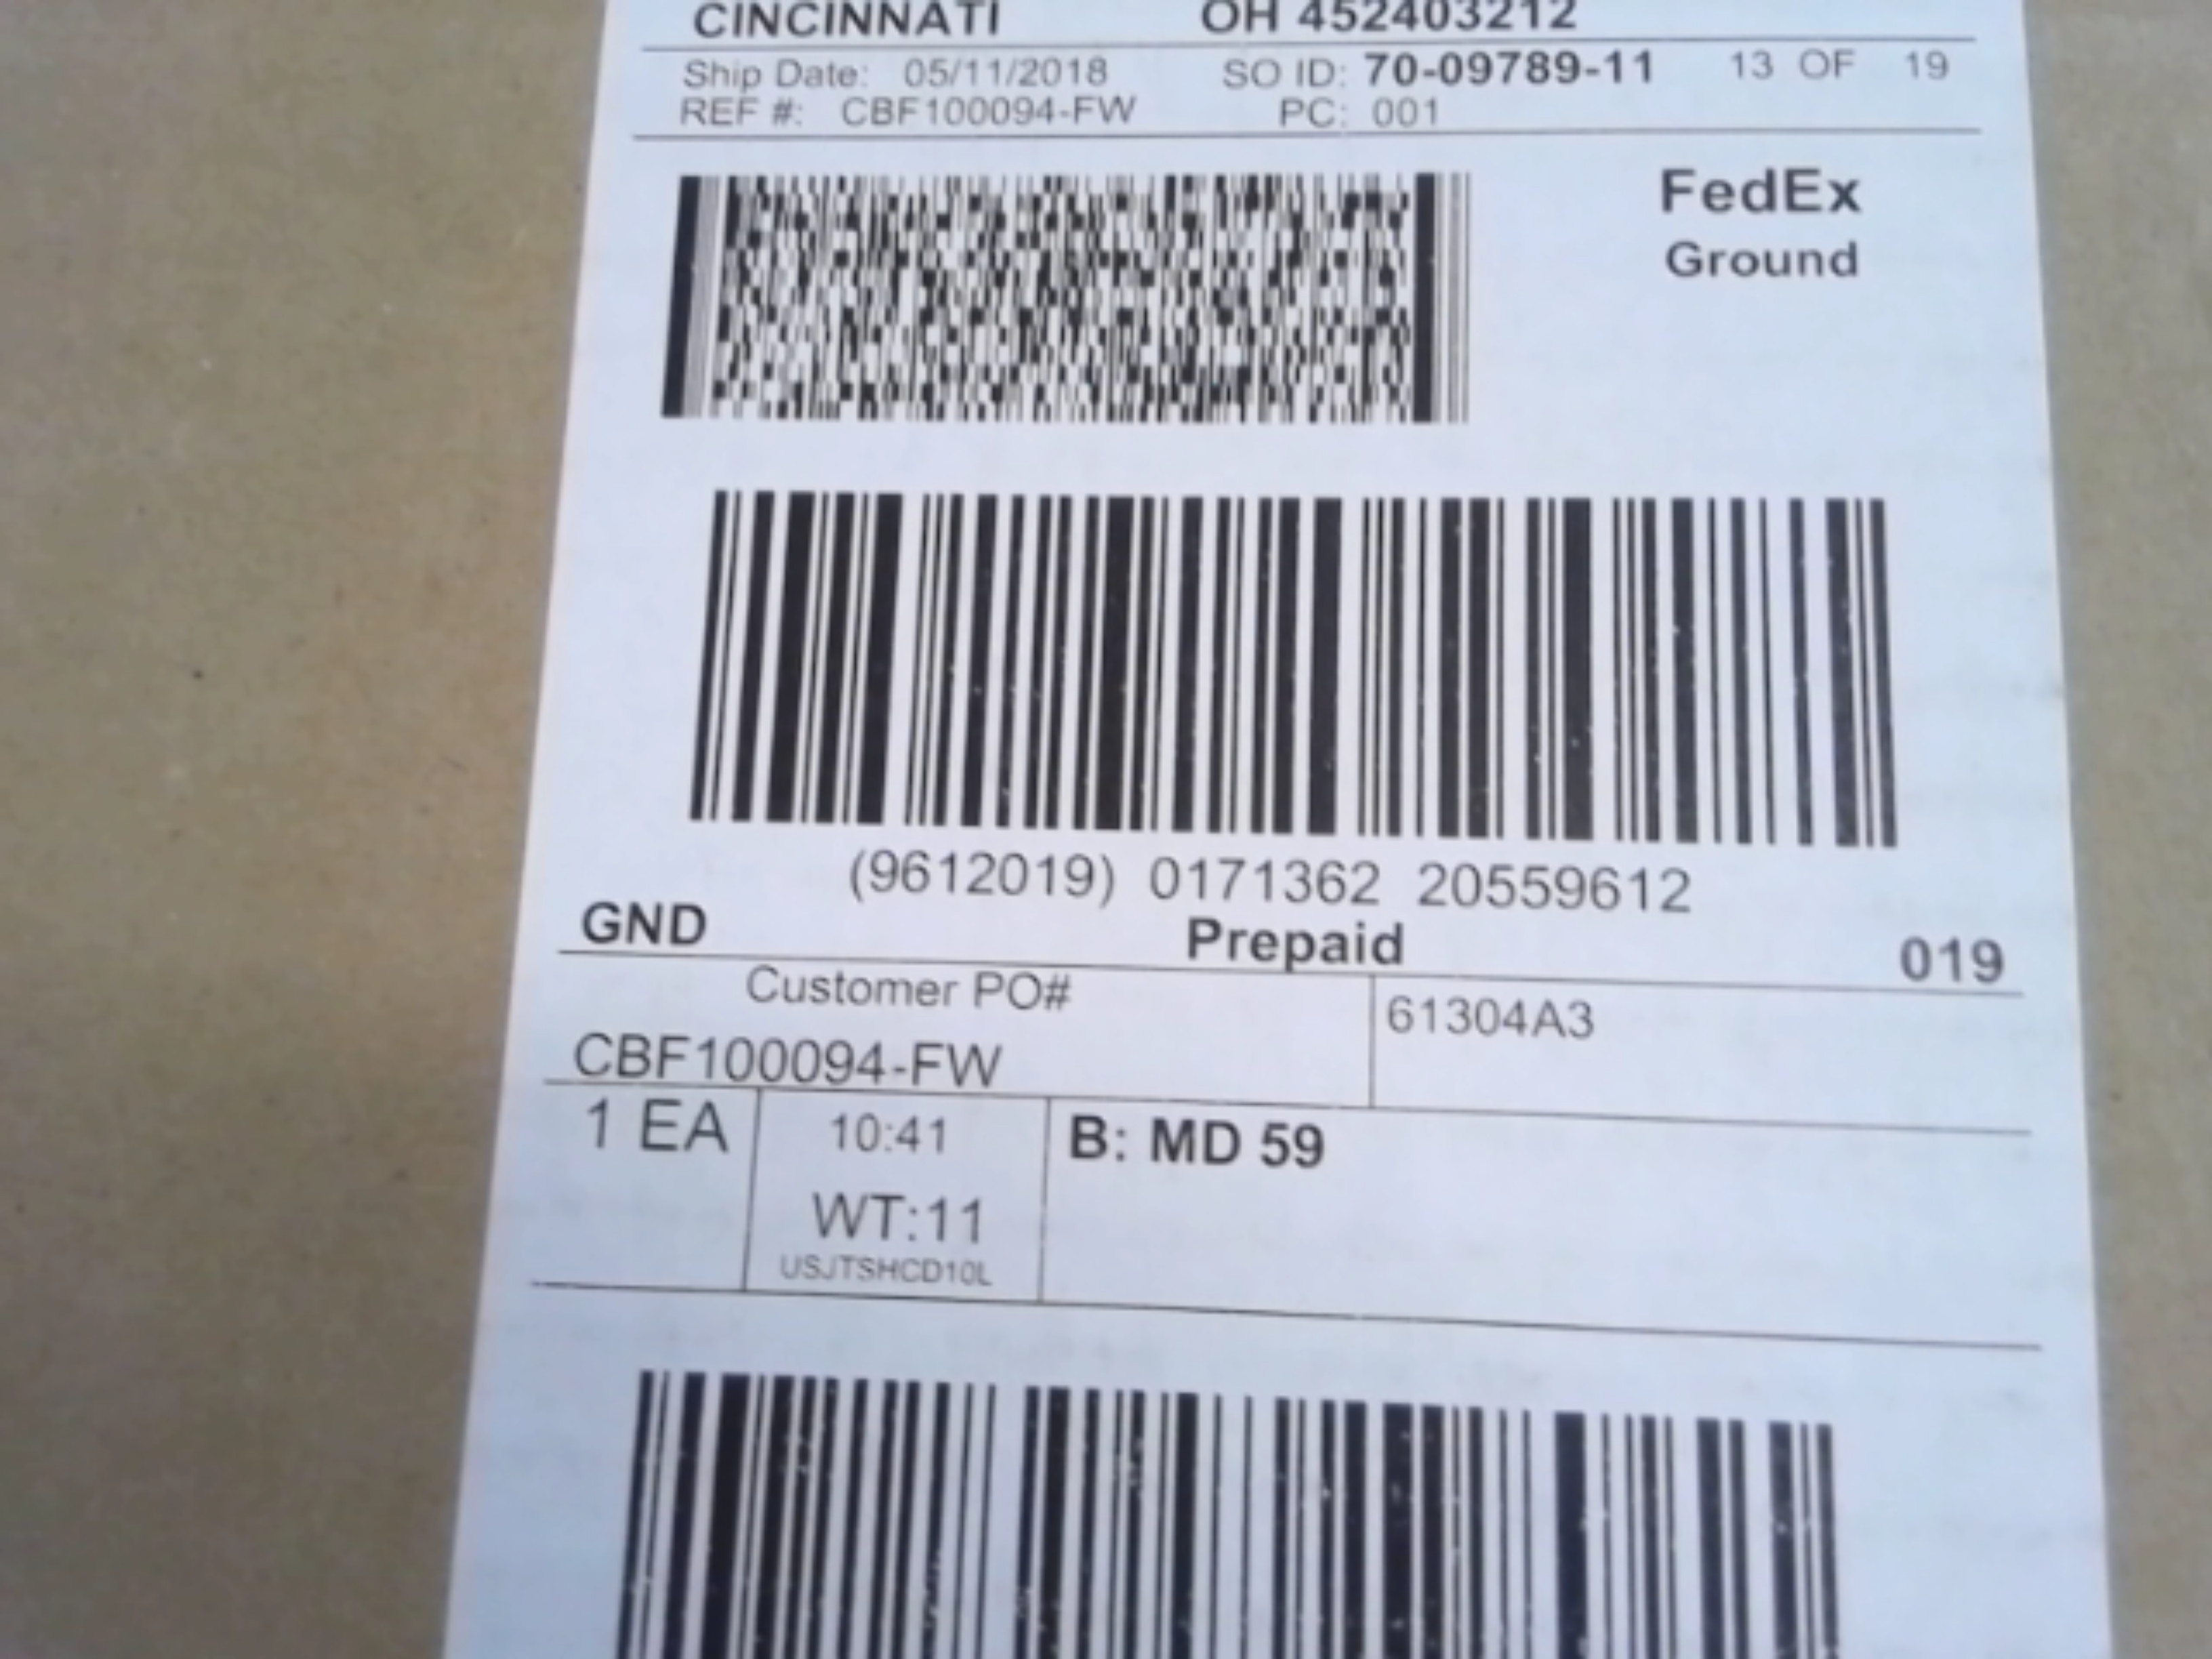 CINCINNATI OH 452403212
Ship Date: 05/11/2018 SO ID: 70-09789-11 13 OF 19
REF #: CBF100094-FW PC: 001
FedEx
Ground
(9612019) 0171362 20559612
GND Prepaid 019
Customer PO# 61304A3
CBF100094-FW
1 EA 10:41 B: MD 59
WT:11
USJTSHCD10L